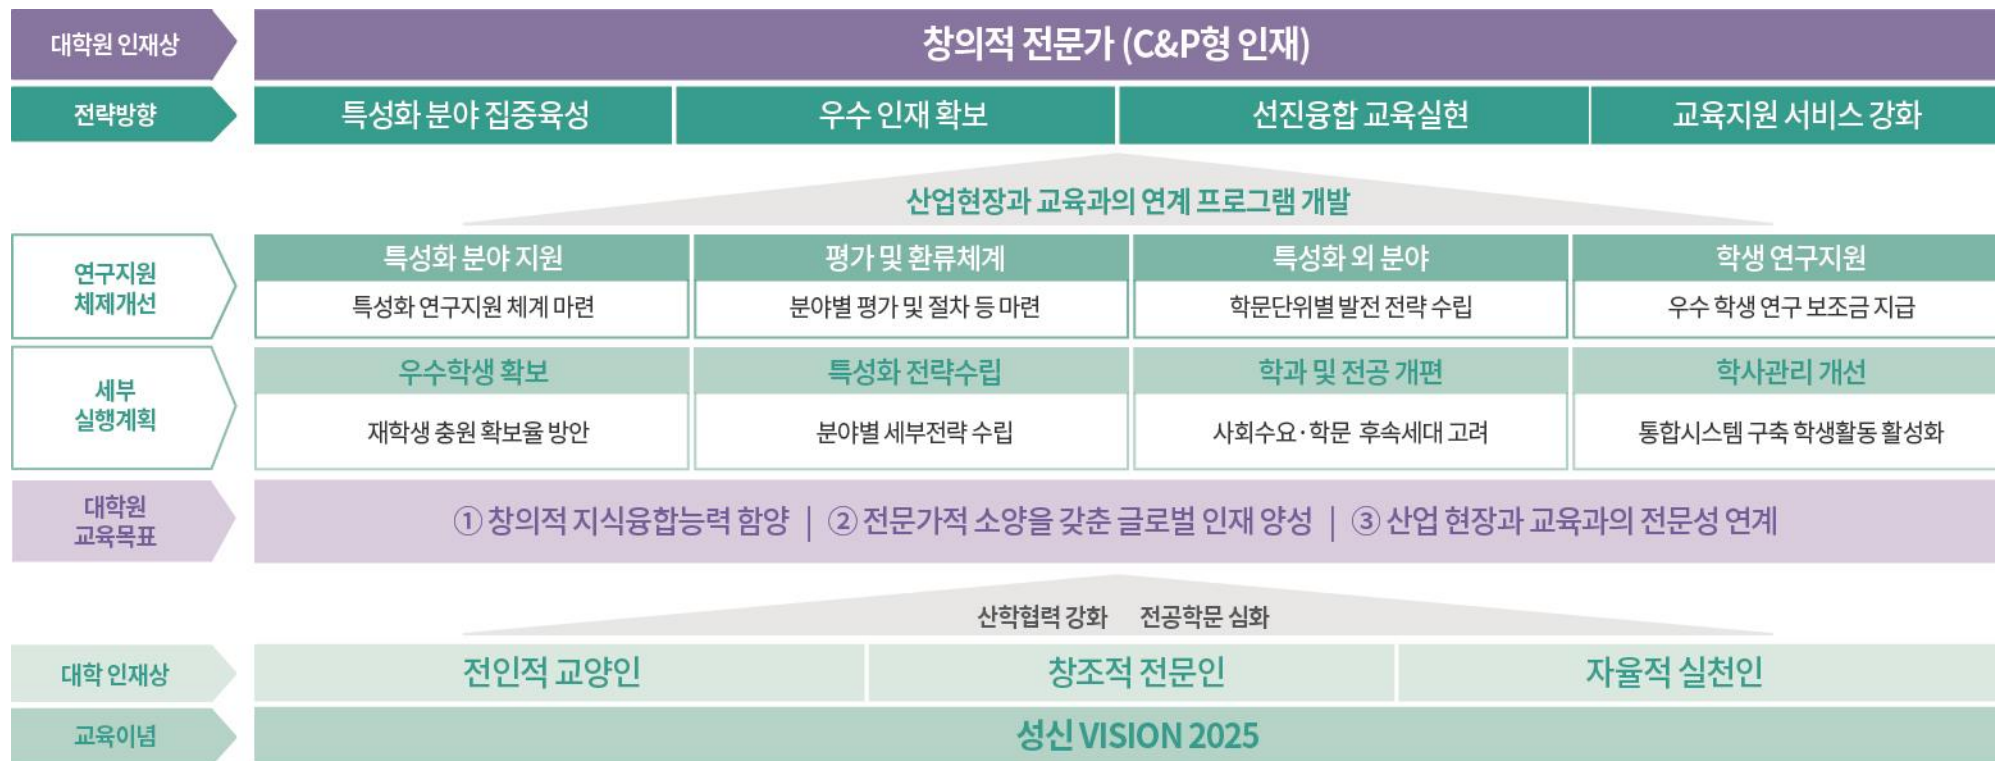 대학원 인재상
창의적 전문가 (C&P형 인재)
전략방향
특성화 분야 집중육성
우수 인재 확보
선진융합 교육실현
교육지원 서비스 강화
산업현장과 교육과의 연계 프로그램 개발
연구지원
체제개선
특성화 분야 지원
평가 및 환류체계
특성화 외 분야
학생 연구지원
특성화 연구지원 체계 마련
분야별 평가 및 절차 등 마련
학문단위별 발전 전략 수립
우수 학생 연구 보조금 지급
세부
실행계획
우수학생 확보
특성화 전략수립
학과 및 전공 개편
학사관리 개선
재학생 충원 확보율 방안
분야별 세부전략 수립
사회수요·학문 후속세대 고려
통합시스템 구축 학생활동 활성화
대학원
교육목표
① 창의적 지식융합능력 함양 | ② 전문가적 소양을 갖춘 글로벌 인재 양성 | ③ 산업 현장과 교육과의 전문성 연계
산학협력 강화 전공학문 심화
대학 인재상
전인적 교양인
창조적 전문인
자율적 실천인
교육이념
성신 VISION 2025